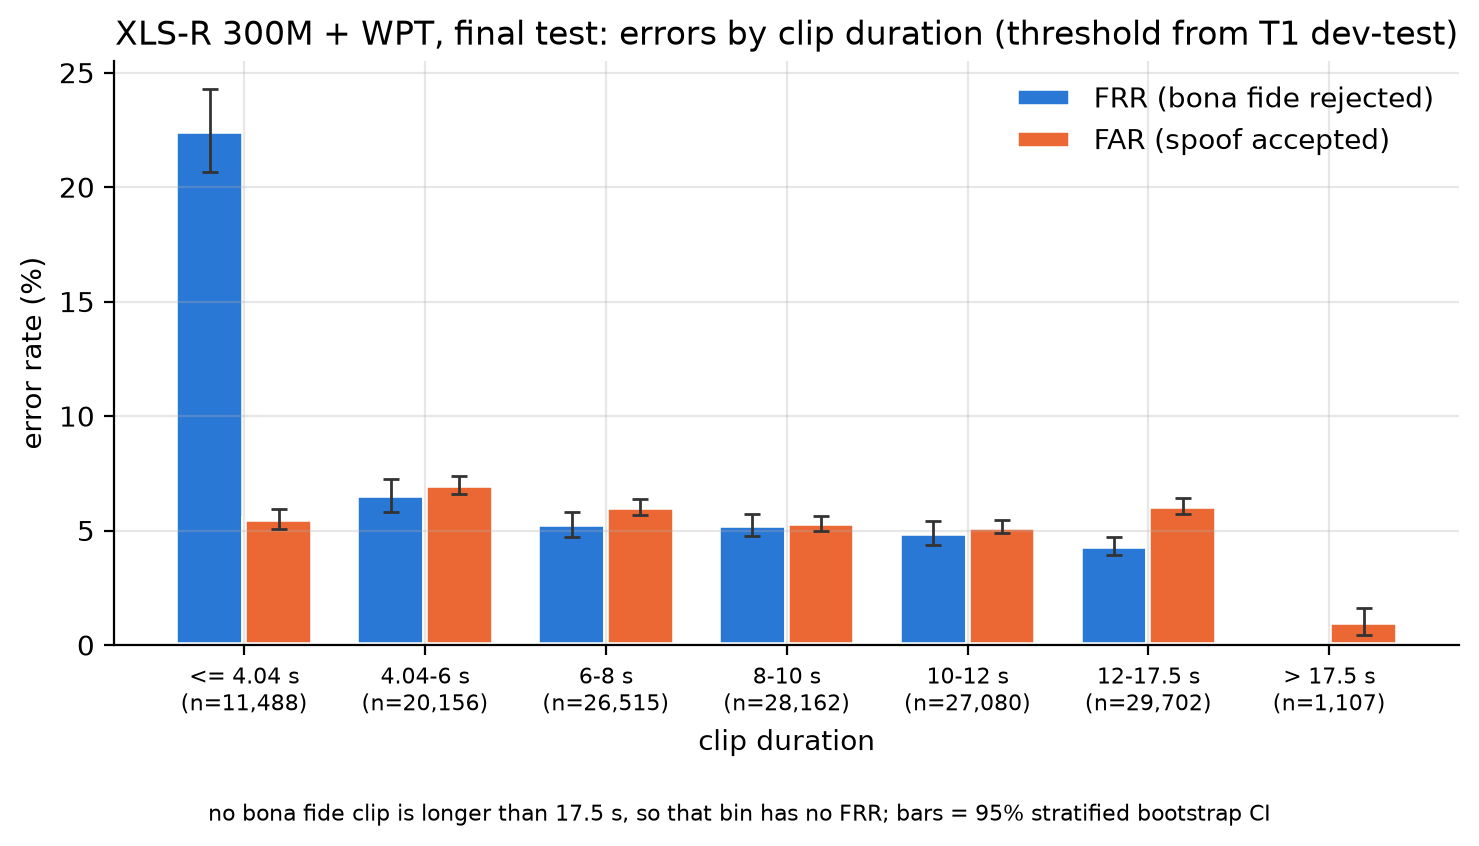 XLS-R 300M + WPT, final test: errors by clip duration (threshold from T1 dev-test)
FRR (bona fide rejected)
FAR (spoof accepted)
error rate (%)
25
20
15
10
5
0
<= 4.04 s
(n=11,488)
4.04-6 s
(n=20,156)
6-8 s
(n=26,515)
8-10 s
(n=28,162)
10-12 s
(n=27,080)
12-17.5 s
(n=29,702)
> 17.5 s
(n=1,107)
clip duration
no bona fide clip is longer than 17.5 s, so that bin has no FRR; bars = 95% stratified bootstrap CI